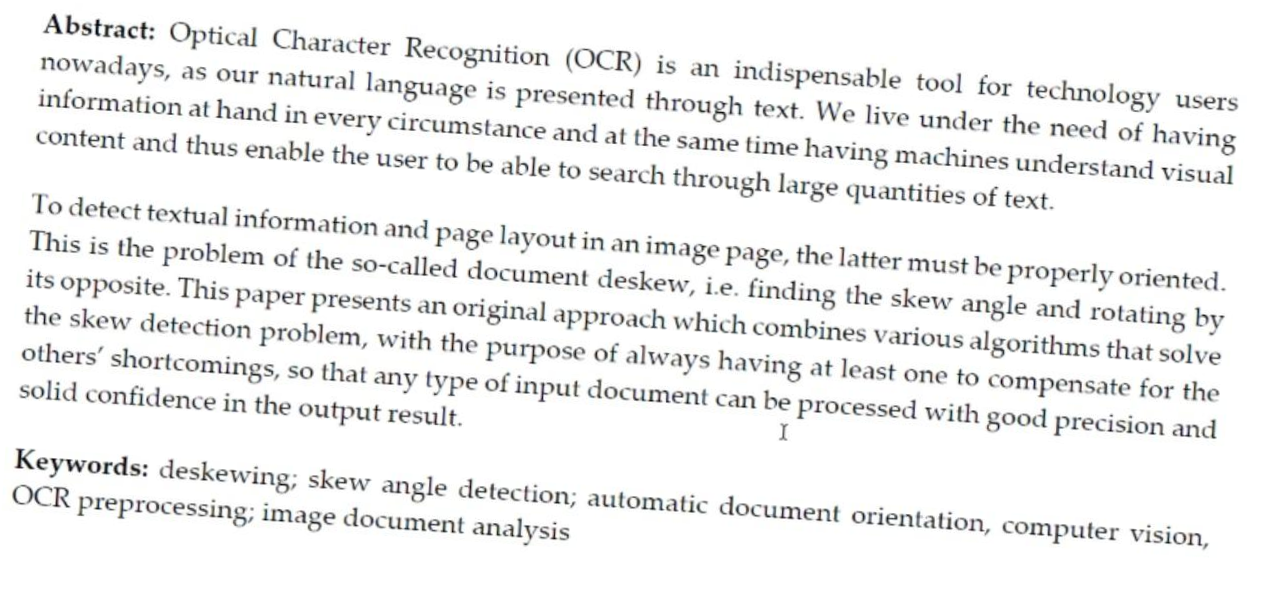 Abstract: Optical Character Recognition (OCR) is an indispensable tool for technology users
nowadays, as our natural language is presented through text. We live under the need of having
information at hand in every circumstance and at the same time having machines understand visual
content and thus enable the user to be able to search through large quantities of text.
To detect textual information and page layout in an image page, the latter must be properly oriented.
This is the problem of the so-called document deskew, i.e. finding the skew angle and rotating by
its opposite. This paper presents an original approach which combines various algorithms that solve
the skew detection problem, with the purpose of always having at least one to compensate for the
others’ shortcomings, so that any type of input document can be processed with good precision and
solid confidence in the output result.
Keywords: deskewing; skew angle detection; automatic document orientation, computer vision,
OCR preprocessing; image document analysis